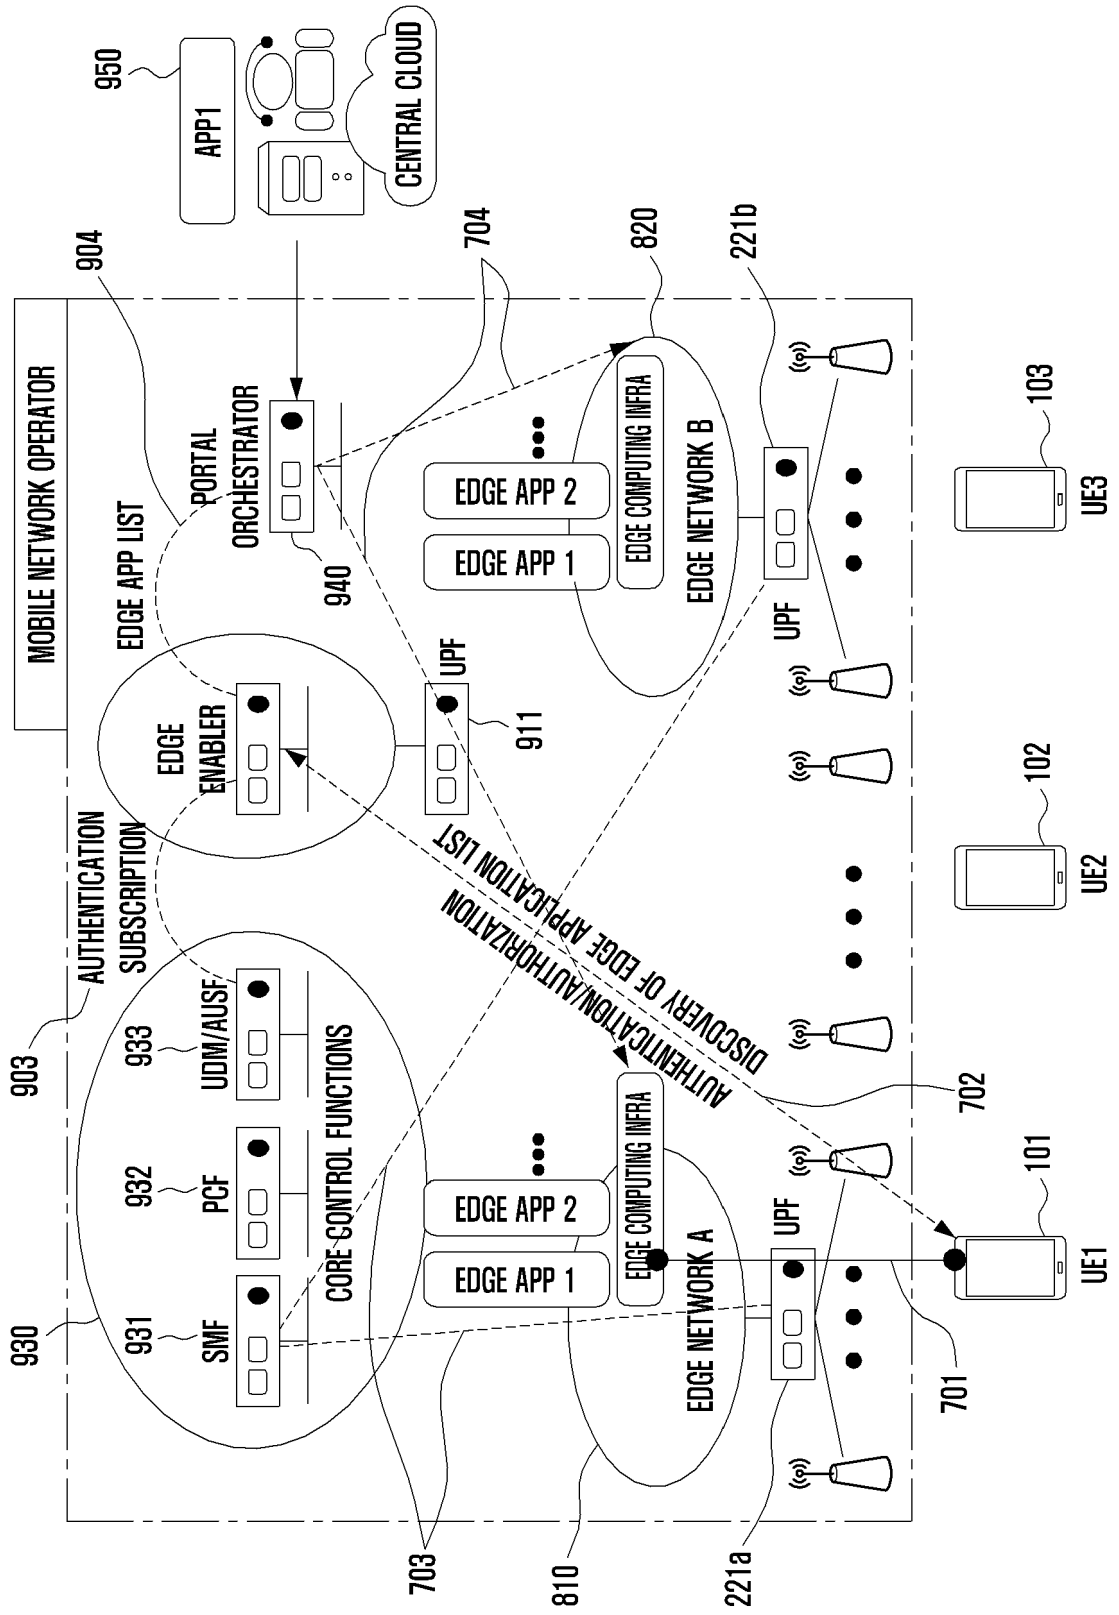 MOBILE NETWORK OPERATOR
950
APP1
CENTRAL CLOUD
930
903
AUTHENTICATION
SUBSCRIPTION
EDGE APP LIST
904
931
SMF
932
PCF
933
UDM/AUSF
CORE CONTROL FUNCTIONS
EDGE
ENABLER
PORTAL
ORCHESTRATOR
940
UPF
911
704
703
EDGE APP 1
EDGE APP 2
EDGE COMPUTING INFRA
EDGE NETWORK A
810
AUTHENTICATION/AUTHORIZATION
DISCOVERY OF EDGE APPLICATION LIST
EDGE APP 1
EDGE APP 2
EDGE COMPUTING INFRA
EDGE NETWORK B
820
221a
UPF
UPF
221b
701
702
101
UE1
102
UE2
103
UE3